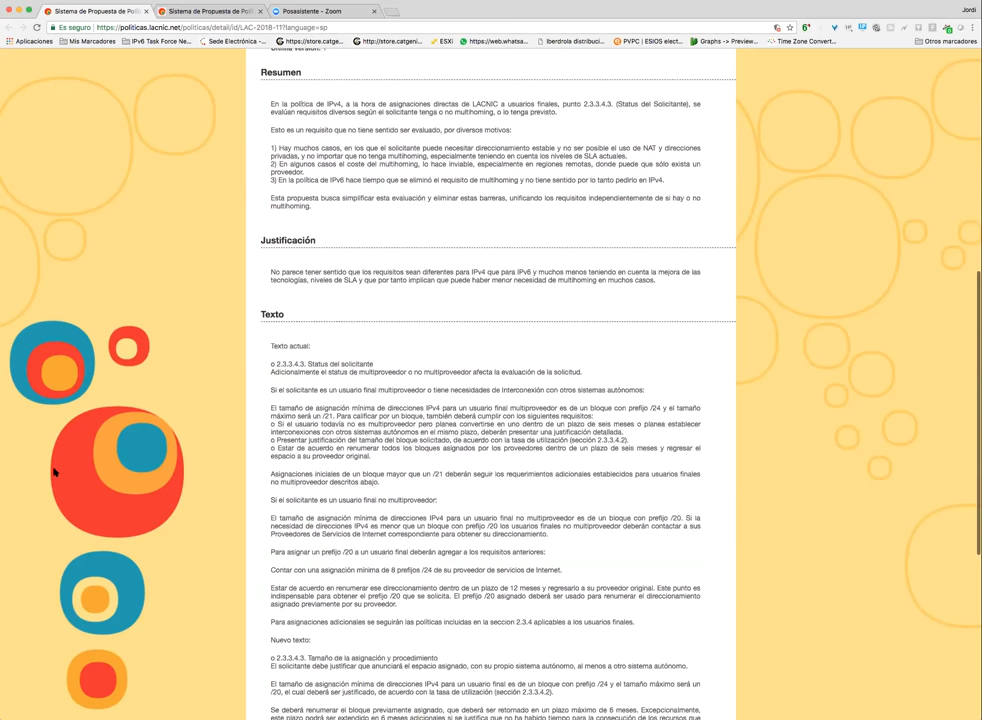 Sistema de Propuesta de Polí
Sistema de Propuesta de Polít
Posasistente - Zoom
Jordi
Es seguro
https://politicas.lacnic.net/politicas/detail/id/LAC-2018-11?language=sp
Aplicaciones
Mis Marcadores
IPv6 Task Force Ne...
Sede Electrónica -...
https://store.catge...
http://store.catgeni...
ESXi
https://web.whatsa...
Iberdrola distribuci...
PVPC | ESIOS elect...
Graphs -> Preview...
Time Zone Convert...
Otros marcadores
Resumen
En la política de IPv4, a la hora de asignaciones directas de LACNIC a usuarios finales, punto 2.3.3.4.3. (Status del Solicitante), se
evalúan requisitos diversos según el solicitante tenga o no multihoming, o lo tenga previsto.
Esto es un requisito que no tiene sentido ser evaluado, por diversos motivos:
1) Hay muchos casos, en los que el solicitante puede necesitar direccionamiento estable y no ser posible el uso de NAT y direcciones
privadas, y no importar que no tenga multihoming, especialmente teniendo en cuenta los niveles de SLA actuales.
2) En algunos casos el coste del multihoming, lo hace inviable, especialmente en regiones remotas, donde puede que sólo exista un
proveedor.
3) En la política de IPv6 hace tiempo que se eliminó el requisito de multihoming y no tiene sentido por lo tanto pedirlo en IPv4.
Esta propuesta busca simplificar esta evaluación y eliminar estas barreras, unificando los requisitos independientemente de si hay o no
multihoming.
Justificación
No parece tener sentido que los requisitos sean diferentes para IPv4 que para IPv6 y muchos menos teniendo en cuenta la mejora de las
tecnologías, niveles de SLA y que por tanto implican que puede haber menor necesidad de multihoming en muchos casos.
Texto
Texto actual:
o 2.3.3.4.3. Status del solicitante
Adicionalmente el status de multiproveedor o no multiproveedor afecta la evaluación de la solicitud.
Si el solicitante es un usuario final multiproveedor o tiene necesidades de Interconexión con otros sistemas autónomos:
El tamaño de asignación mínima de direcciones IPv4 para un usuario final multiproveedor es de un bloque con prefijo /24 y el tamaño
máximo será un /21. Para calificar por un bloque, también deberá cumplir con los siguientes requisitos:
o Si el usuario todavía no es multiproveedor pero planea convertirse en uno dentro de un plazo de seis meses o planea establecer
interconexiones con otros sistemas autónomos en el mismo plazo, deberán presentar una justificación detallada.
o Presentar justificación del tamaño del bloque solicitado, de acuerdo con la tasa de utilización (sección 2.3.3.4.2).
o Estar de acuerdo en renumerar todos los bloques asignados por los proveedores dentro de un plazo de seis meses y regresar el
espacio a su proveedor original.
Asignaciones iniciales de un bloque mayor que un /21 deberán seguir los requerimientos adicionales establecidos para usuarios finales
no multiproveedor descritos abajo.
Si el solicitante es un usuario final no multiproveedor:
El tamaño de asignación mínima de direcciones IPv4 para un usuario final no multiproveedor es de un bloque con prefijo /20. Si la
necesidad de direcciones IPv4 es menor que un bloque con prefijo /20 los usuarios finales no multiproveedor deberán contactar a sus
Proveedores de Servicios de Internet correspondiente para obtener su direccionamiento.
Para asignar un prefijo /20 a un usuario final deberán agregar a los requisitos anteriores:
Contar con una asignación mínima de 8 prefijos /24 de su proveedor de servicios de Internet.
Estar de acuerdo en renumerar ese direccionamiento dentro de un plazo de 12 meses y regresarlo a su proveedor original. Este punto es
indispensable para obtener el prefijo /20 que se solicita. El prefijo /20 asignado deberá ser usado para renumerar el direccionamiento
asignado previamente por su proveedor.
Para asignaciones adicionales se seguirán las políticas incluidas en la seccion 2.3.4 aplicables a los usuarios finales.
Nuevo texto:
o 2.3.3.4.3. Tamaño de la asignación y procedimiento
El solicitante debe justificar que anunciará el espacio asignado, con su propio sistema autónomo, al menos a otro sistema autónomo.
El tamaño de asignación mínima de direcciones IPv4 para un usuario final es de un bloque con prefijo /24 y el tamaño máximo será un
/20, el cual deberá ser justificado, de acuerdo con la tasa de utilización (sección 2.3.3.4.2).
Se deberá renumerar el bloque previamente asignado, que deberá ser retornado en un plazo máximo de 6 meses. Excepcionalmente,
este plazo podrá ser extendido en 6 meses adicionales si se justifica que no ha habido tiempo para la consecución de los recursos que